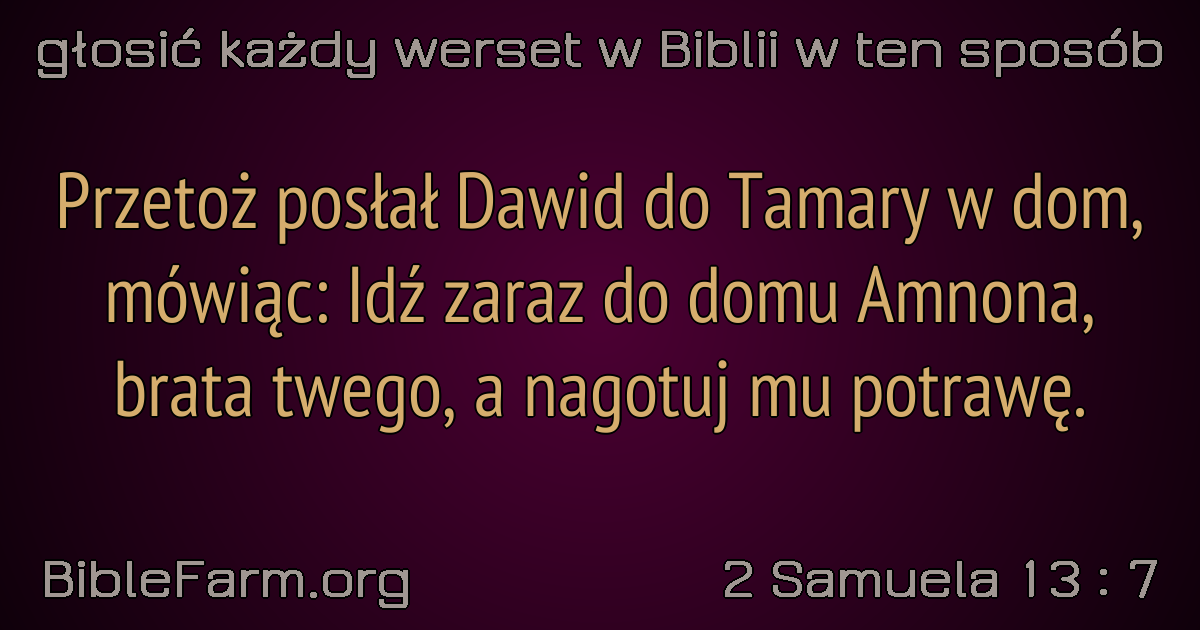 głosić każdy werset w Biblii w ten sposób
Przetoż posłał Dawid do Tamary w dom,
mówiąc: Idź zaraz do domu Amnona,
brata twego, a nagotuj mu potrawę.
BibleFarm.org
2 Samuela 13 : 7